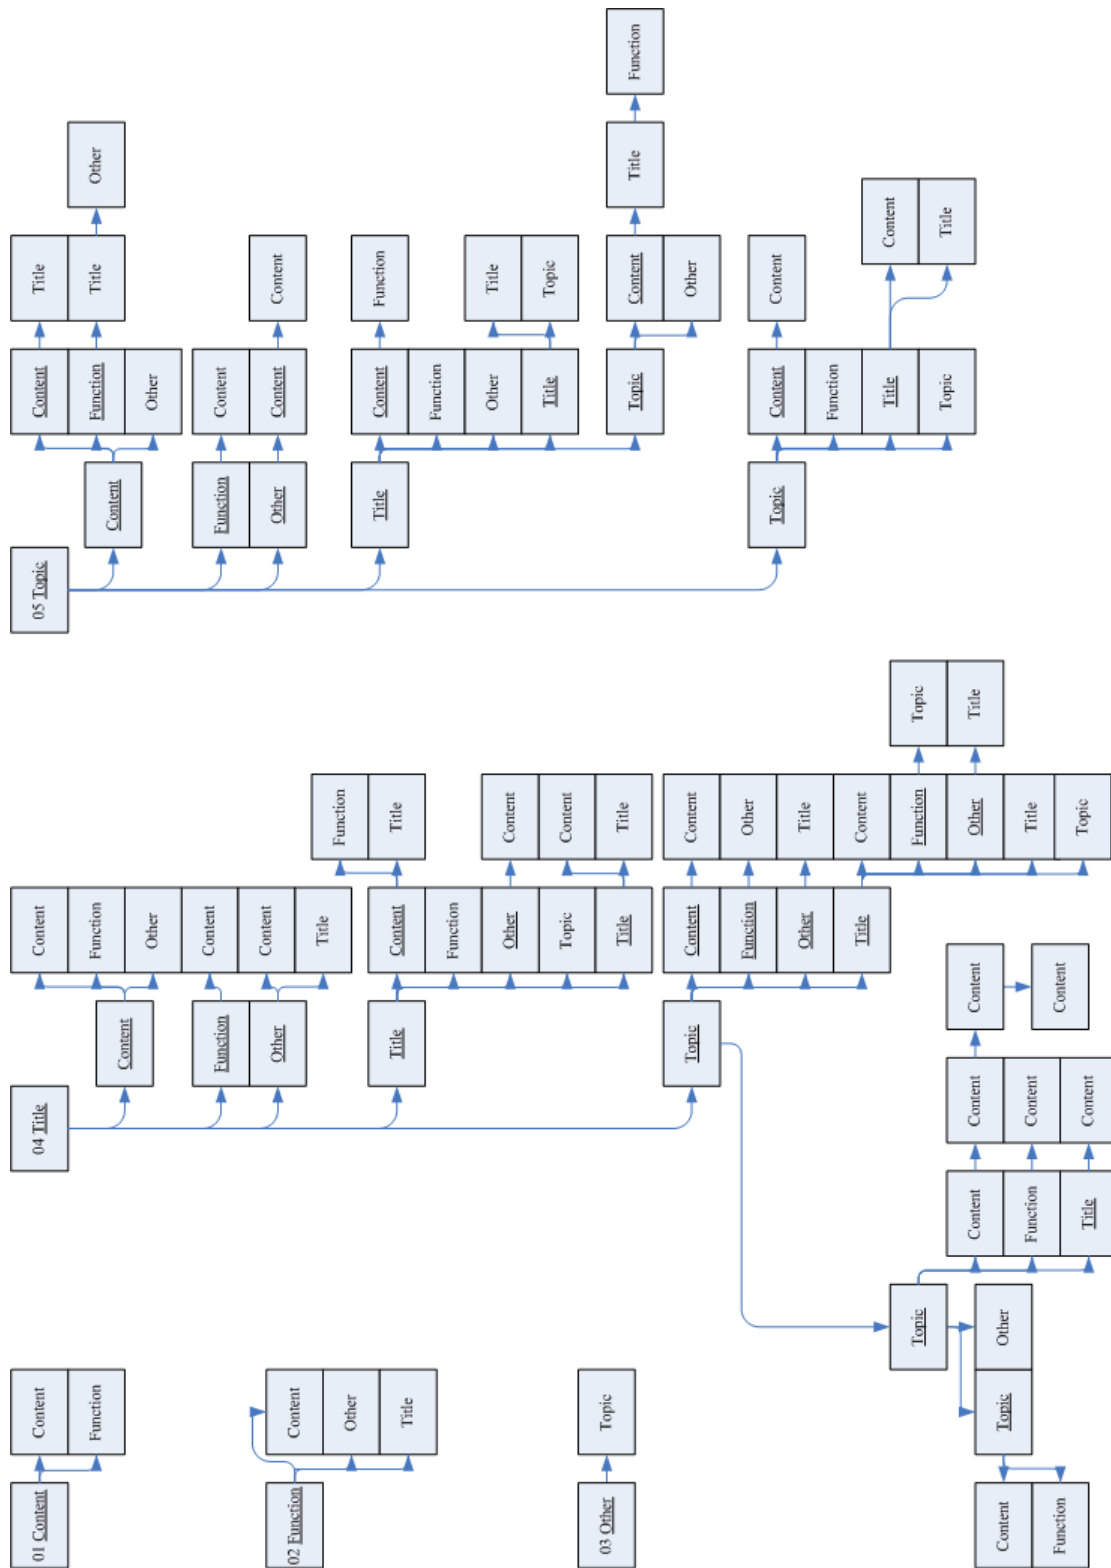 01 Content
Content
Function
02 Function
Content
Other
Title
03 Other
Topic
04 Title
Content
Content
Function
Other
Function
Content
Other
Content
Title
Title
Content
Function
Title
Function
Other
Content
Topic
Title
Content
Title
Topic
Content
Content
Function
Other
Other
Title
Title
Content
Function
Topic
Other
Title
Title
Topic
Topic
Content
Content
Content
Content
Function
Content
Title
Content
Other
Topic
Content
Function
05 Topic
Content
Content
Title
Function
Title
Other
Other
Function
Content
Other
Content
Content
Title
Content
Function
Function
Other
Title
Title
Topic
Topic
Content
Title
Function
Other
Topic
Content
Content
Function
Title
Content
Title
Topic